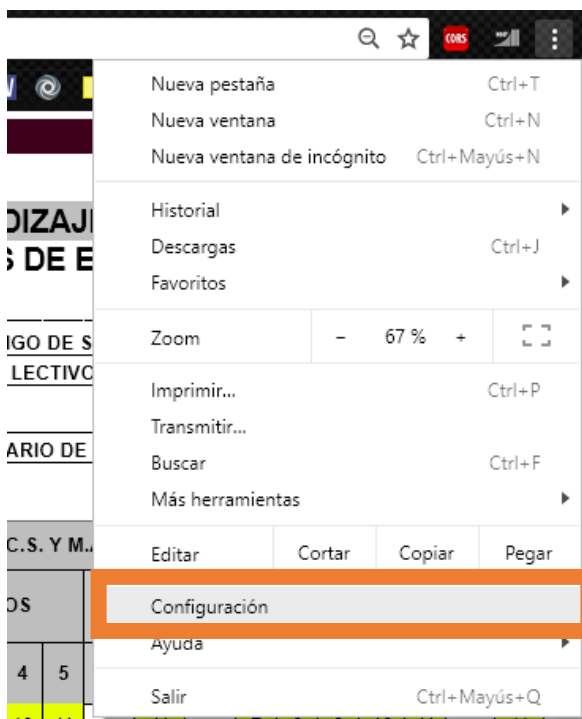 CORS
Nueva pestaña Ctrl+T
Nueva ventana Ctrl+N
Nueva ventana de incógnito Ctrl+Mayús+N
Historial
DIZAJ
Descargas Ctrl+J
S DE E
Favoritos
Zoom - 67 % +
IGO DE S
LECTIVO
Imprimir... Ctrl+P
Transmitir...
ARIO DE
Buscar Ctrl+F
Más herramientas
C.S. Y M.
Editar Cortar Copiar Pegar
OS
Configuración
Ayuda
4 5
Salir Ctrl+Mayús+Q